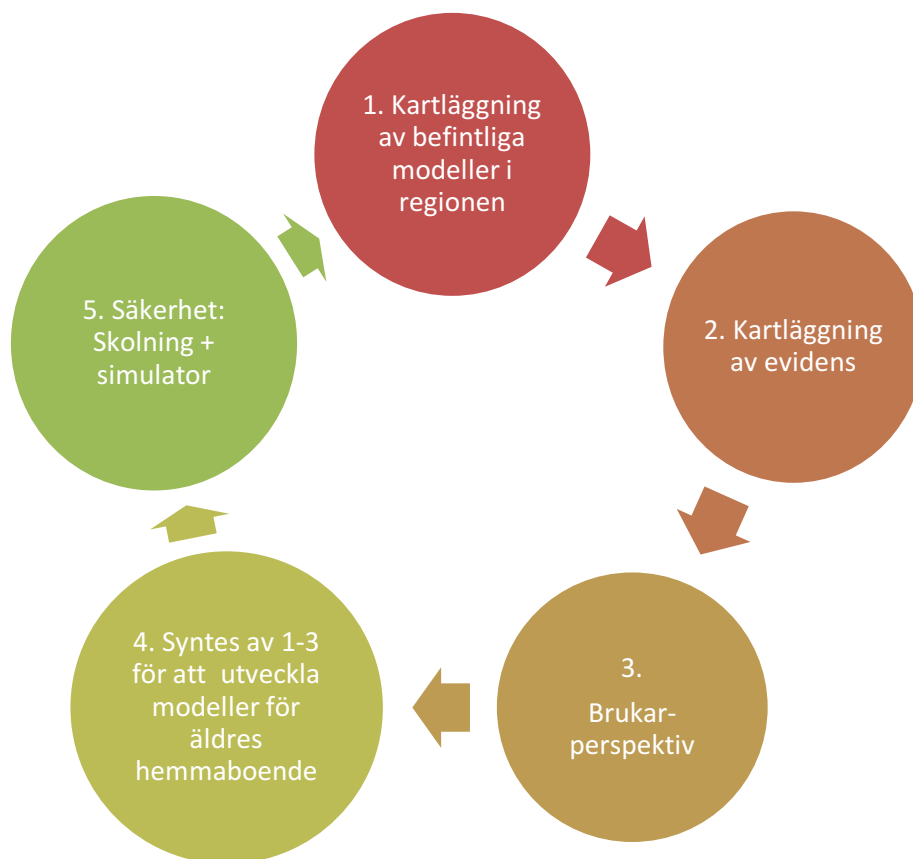 1. Kartläggning
av befintliga
modeller i
regionen
2. Kartläggning
av evidens
3.
Brukar-
perspektiv
4. Syntes av 1-3
för att  utveckla
modeller för
äldres
hemmaboende
5. Säkerhet:
Skolning +
simulator